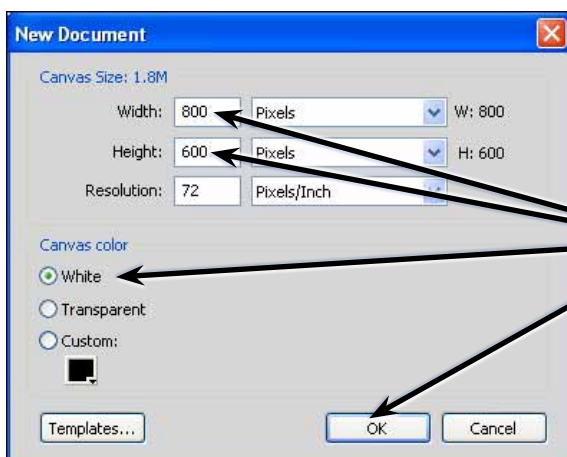 New Document
Canvas Size: 1.8M
Width: 800 Pixels W: 800
Height: 600 Pixels H: 600
Resolution: 72 Pixels/Inch
Canvas color
White
Transparent
Custom:
Templates... OK Cancel